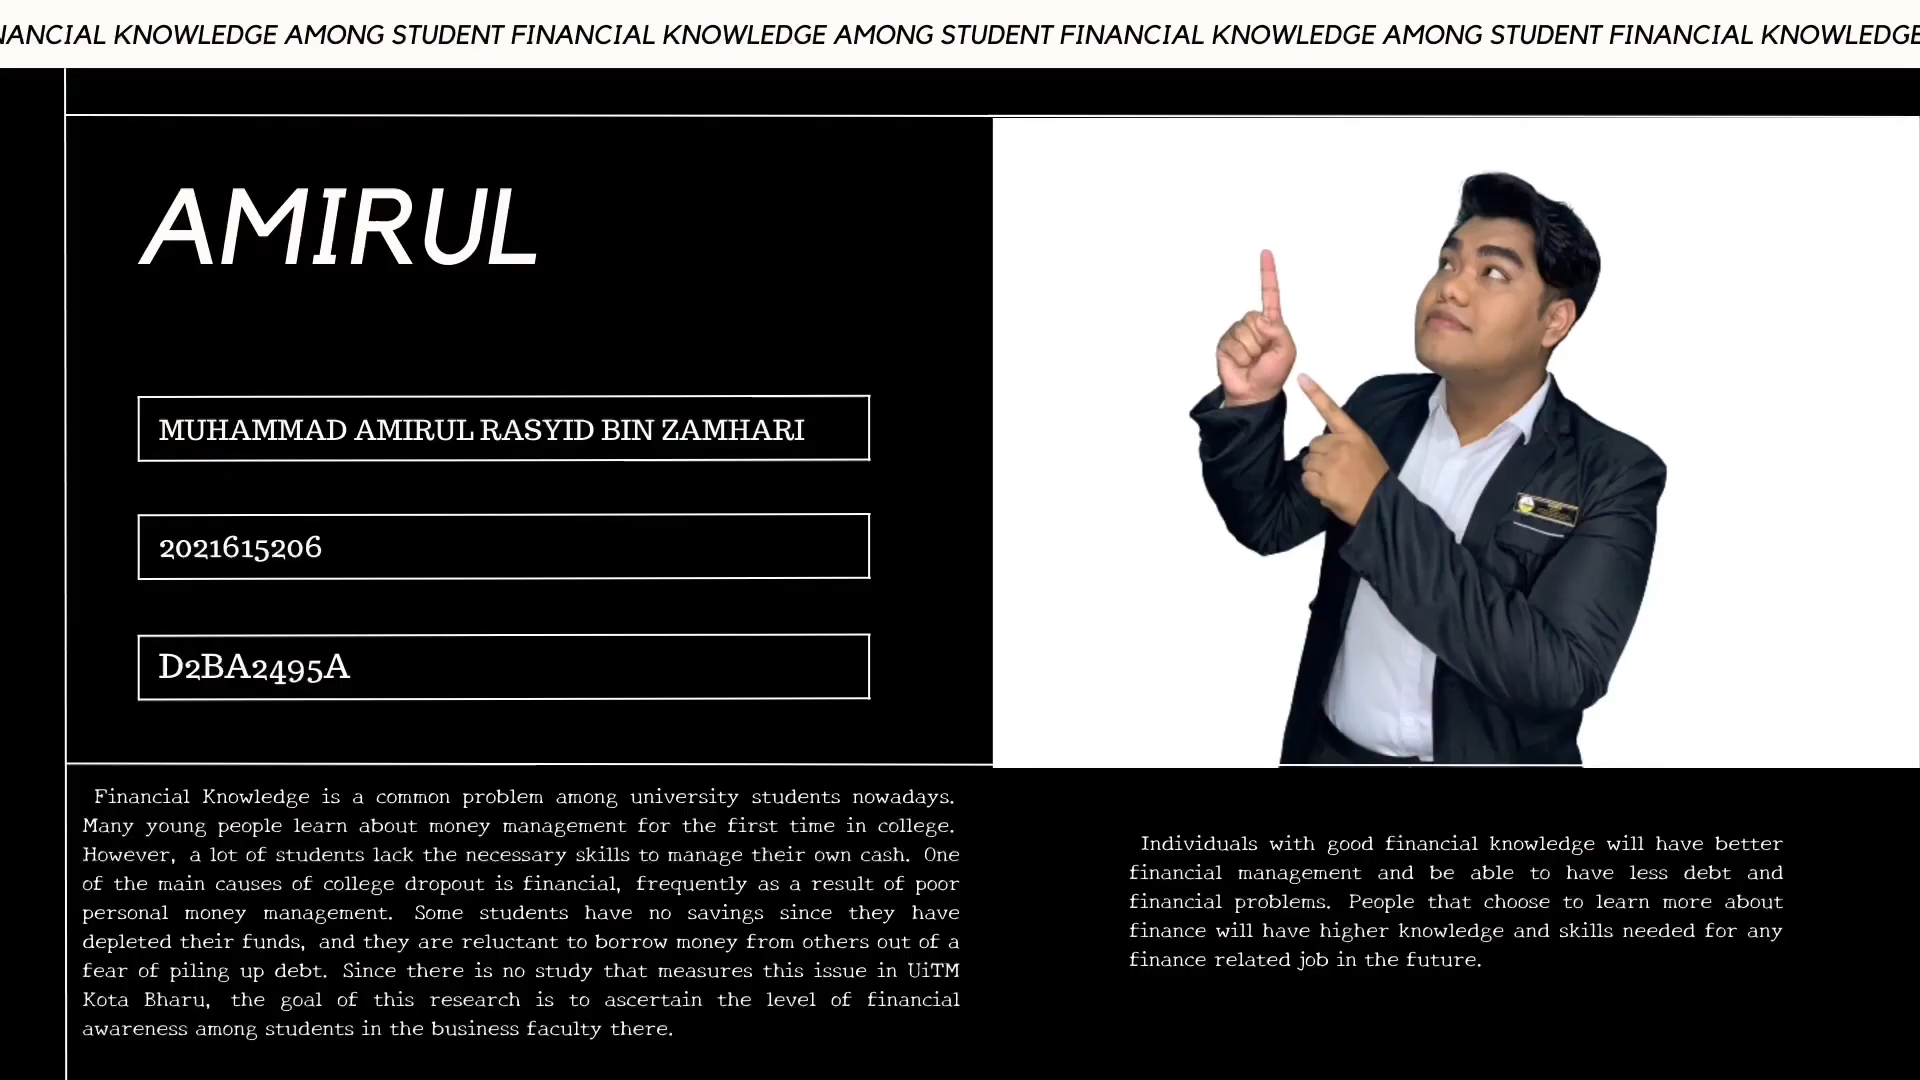 NANCIAL KNOWLEDGE AMONG STUDENT FINANCIAL KNOWLEDGE AMONG STUDENT FINANCIAL KNOWLEDGE AMONG STUDENT FINANCIAL KNOWLEDGE
AMIRUL
MUHAMMAD AMIRUL RASYID BIN ZAMHARI
2021615206
D2BA2495A
Financial Knowledge is a common problem among university students nowadays.
Many young people learn about money management for the first time in college.
However, a lot of students lack the necessary skills to manage their own cash. One
of the main causes of college dropout is financial, frequently as a result of poor
personal money management. Some students have no savings since they have
depleted their funds, and they are reluctant to borrow money from others out of a
fear of piling up debt. Since there is no study that measures this issue in UiTM
Kota Bharu, the goal of this research is to ascertain the level of financial
awareness among students in the business faculty there.
Individuals with good financial knowledge will have better
financial management and be able to have less debt and
financial problems. People that choose to learn more about
finance will have higher knowledge and skills needed for any
finance related job in the future.